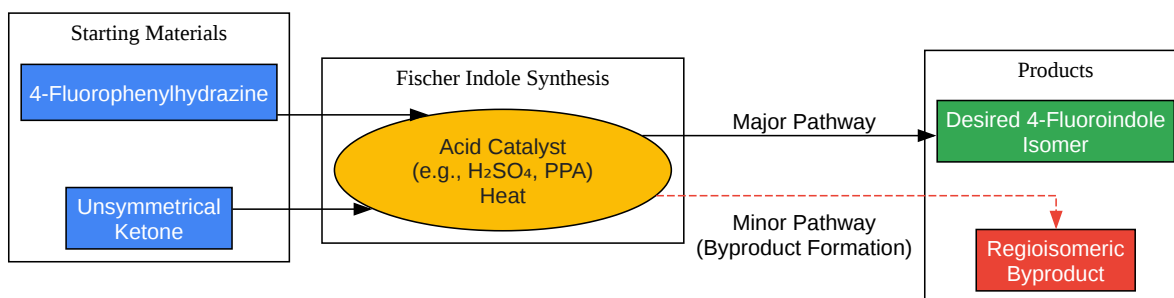 Starting Materials
4-Fluorophenylhydrazine
Unsymmetrical
Ketone
Fischer Indole Synthesis
Acid Catalyst
(e.g., H₂SO₄, PPA)
Heat
Major Pathway
Minor Pathway
(Byproduct Formation)
Products
Desired 4-Fluoroindole
Isomer
Regioisomeric
Byproduct